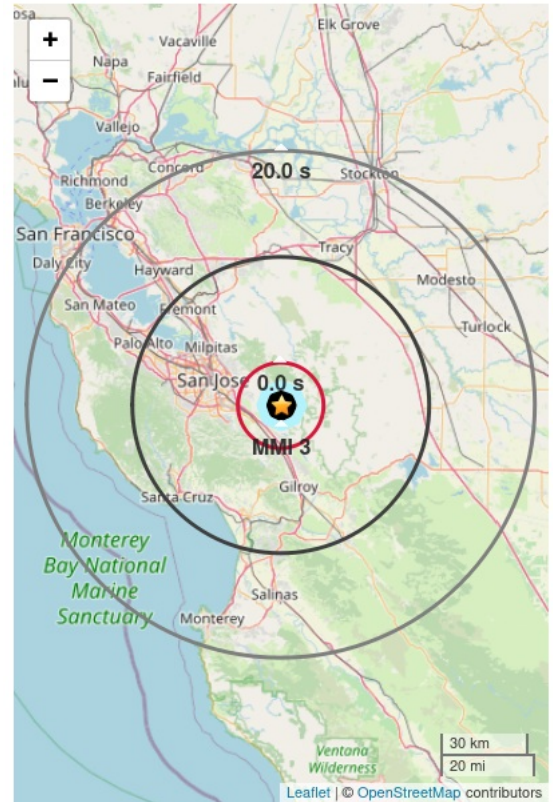 osa
Elk Grove
+
Vacaville
Napa
Fairfield
−
Vallejo
Concord
20.0 s
Stockton
Richmond
Berkeley
San Francisco
Tracy
Daly City
Hayward
Modesto
San Mateo
Fremont
Turlock
Palo Alto
Milpitas
San Jose
0.0 s
MMI 3
Gilroy
Santa Cruz
Monterey
Bay National
Marine
Sanctuary
Salinas
Monterey
30 km
20 mi
Ventana
Wilderness
Leaflet | © OpenStreetMap contributors